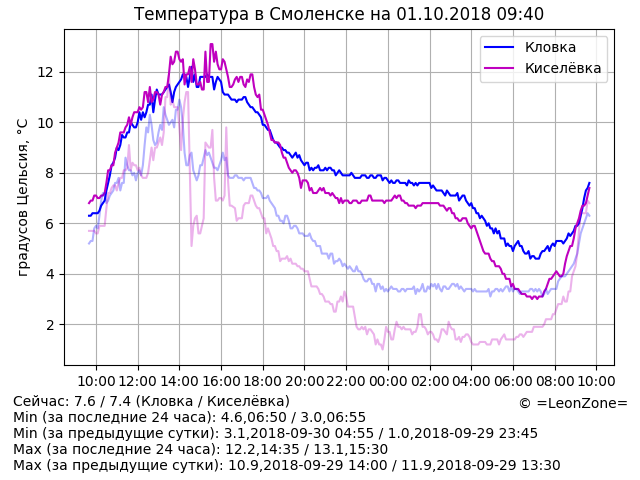 Температура в Смоленске на 01.10.2018 09:40
Кловка
Киселёвка
градусов Цельсия, °C
12
10
8
6
4
2
10:00 12:00 14:00 16:00 18:00 20:00 22:00 00:00 02:00 04:00 06:00 08:00 10:00
Сейчас: 7.6 / 7.4 (Кловка / Киселёвка)
© =LeonZone=
Min (за последние 24 часа): 4.6,06:50 / 3.0,06:55
Min (за предыдущие сутки): 3.1,2018-09-30 04:55 / 1.0,2018-09-29 23:45
Max (за последние 24 часа): 12.2,14:35 / 13.1,15:30
Max (за предыдущие сутки): 10.9,2018-09-29 14:00 / 11.9,2018-09-29 13:30